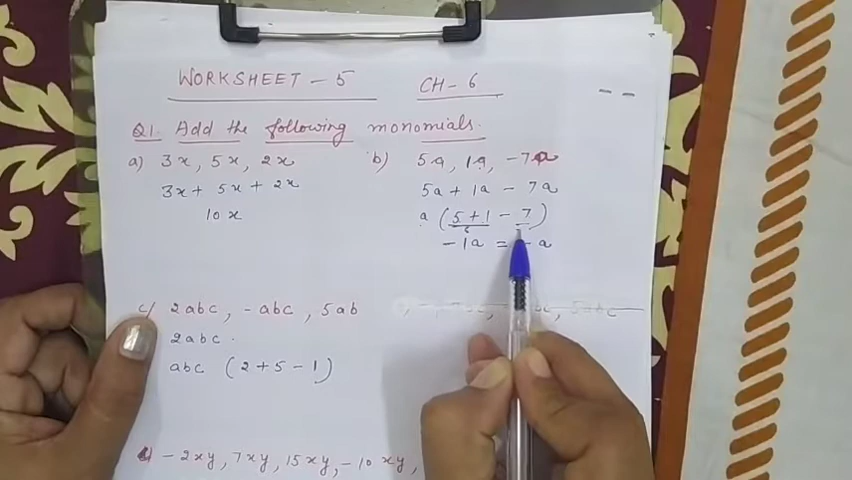 WORKSHEET - 5 CH- 6
Q1. Add the following monomials.
a) 3x, 5x, 2x
3x + 5x + 2x
10x
b) 5a, 1a, -7a
5a + 1a - 7a
a (5+1 - 7)
6
-1a = -a
c) 2abc, -abc, 5ab
2abc.
abc (2+5-1)
d) -2xy, 7xy, 15xy, -10xy,